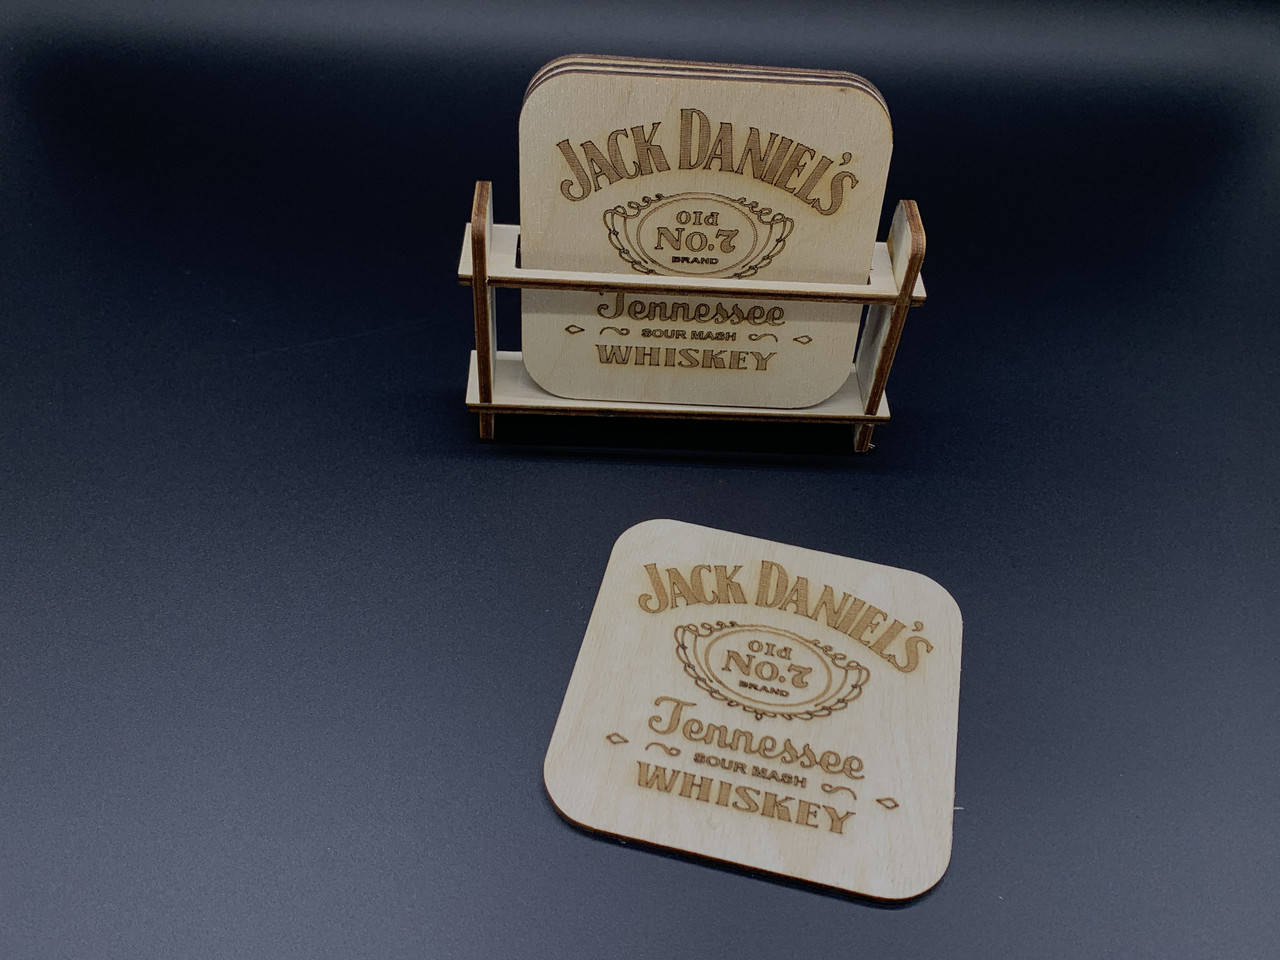 JACK DANIEL'S
OlD
No.7
BRAND
Tennessee
SOUR MASH
WHISKEY
JACK DANIEL'S
OlD
No.7
BRAND
Tennessee
SOUR MASH
WHISKEY